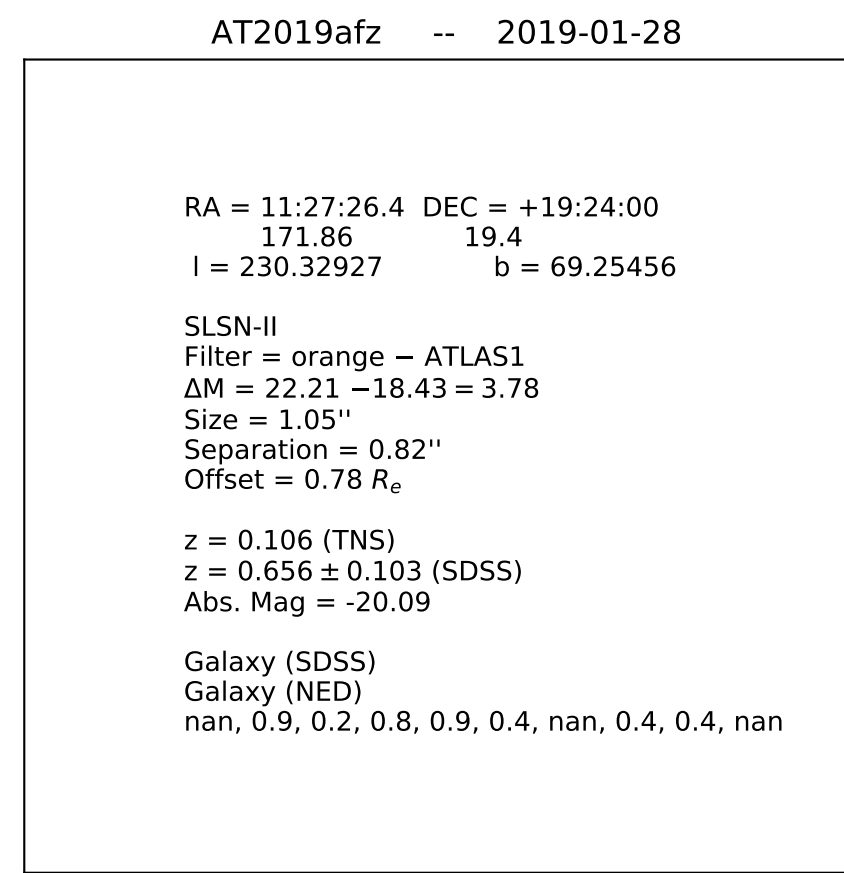 AT2019afz -- 2019-01-28
RA = 11:27:26.4 DEC = +19:24:00
171.86 19.4
l = 230.32927 b = 69.25456
SLSN-II
Filter = orange − ATLAS1
ΔM = 22.21 −18.43 = 3.78
Size = 1.05''
Separation = 0.82''
Offset = 0.78 Rₑ
z = 0.106 (TNS)
z = 0.656 ± 0.103 (SDSS)
Abs. Mag = -20.09
Galaxy (SDSS)
Galaxy (NED)
nan, 0.9, 0.2, 0.8, 0.9, 0.4, nan, 0.4, 0.4, nan